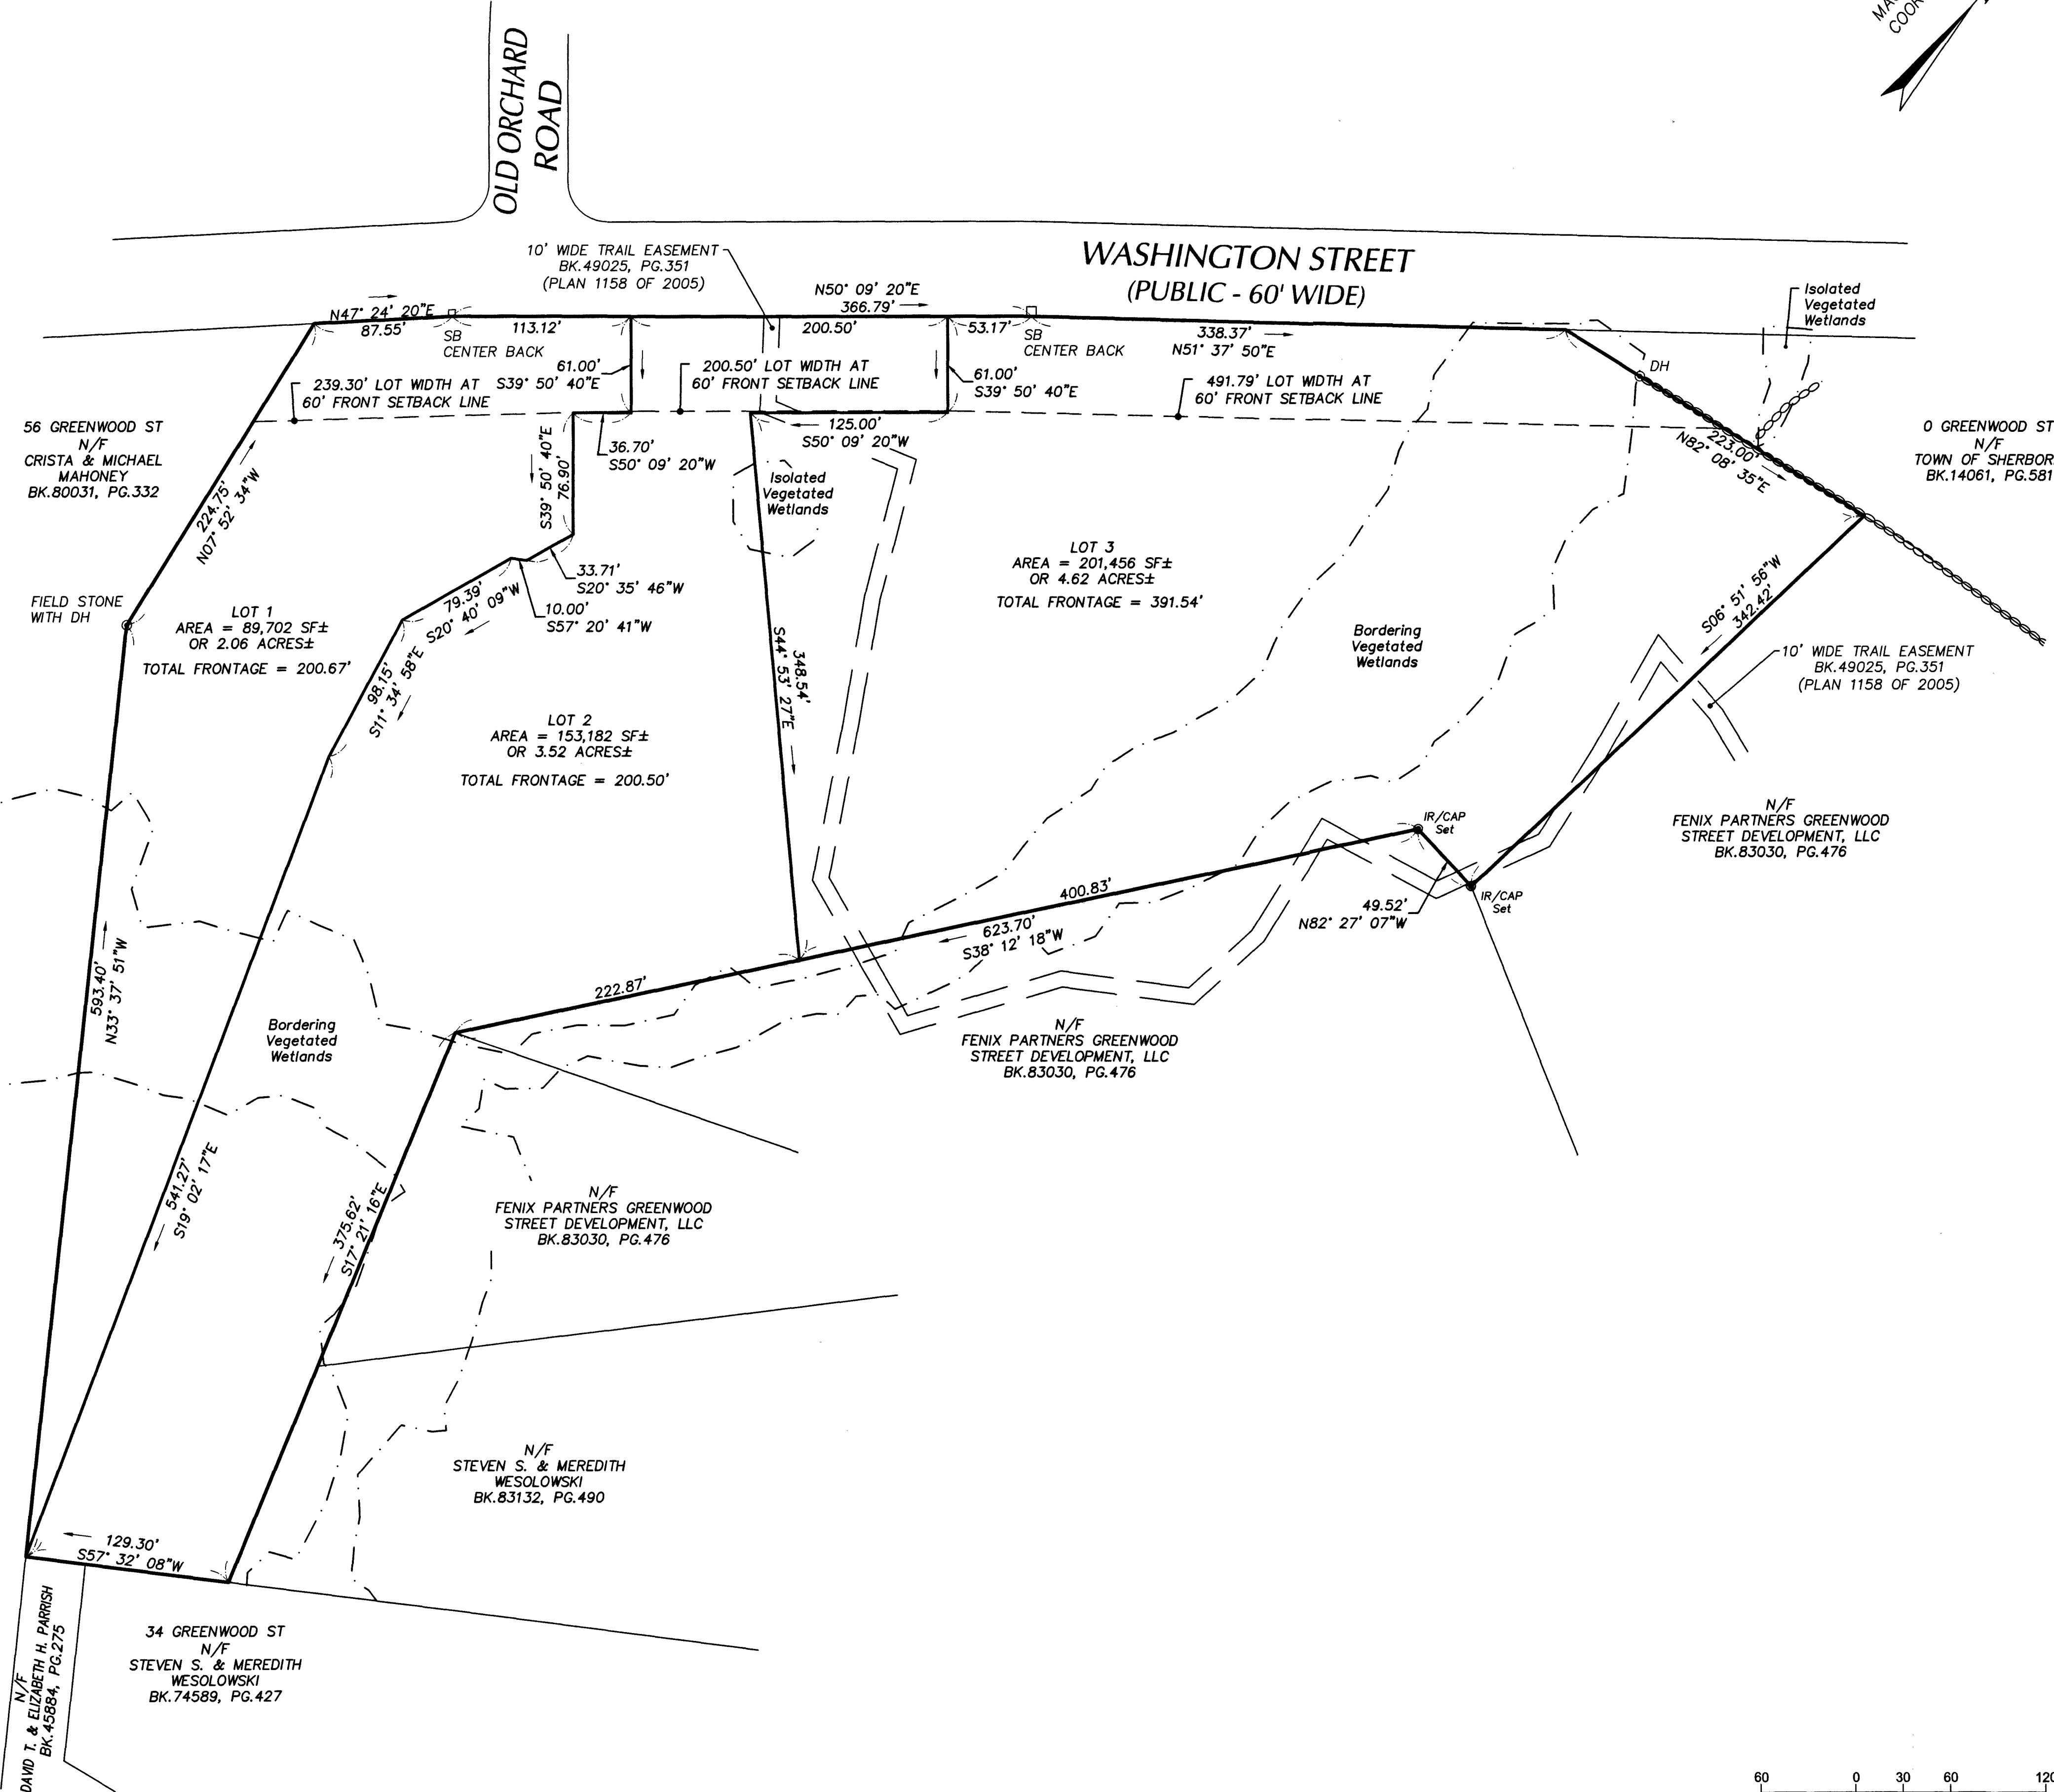 OLD ORCHARD
ROAD
WASHINGTON STREET
(PUBLIC - 60' WIDE)
10' WIDE TRAIL EASEMENT
BK.49025, PG.351
(PLAN 1158 OF 2005)
N50° 09' 20"E
366.79'
Isolated
Vegetated
Wetlands
N47° 24' 20"E
87.55'
SB
CENTER BACK
113.12'
200.50'
53.17'
SB
CENTER BACK
338.37'
N51° 37' 50"E
DH
61.00'
S39° 50' 40"E
239.30' LOT WIDTH AT
60' FRONT SETBACK LINE
200.50' LOT WIDTH AT
60' FRONT SETBACK LINE
61.00'
S39° 50' 40"E
491.79' LOT WIDTH AT
60' FRONT SETBACK LINE
56 GREENWOOD ST
N/F
CRISTA & MICHAEL
MAHONEY
BK.80031, PG.332
224.75'
N07° 52' 34"W
S39° 50' 40"E
76.90'
36.70'
S50° 09' 20"W
125.00'
S50° 09' 20"W
223.00'
N82° 08' 35"E
0 GREENWOOD ST
N/F
TOWN OF SHERBOR
BK.14061, PG.581
Isolated
Vegetated
Wetlands
33.71'
S20° 35' 46"W
10.00'
S57° 20' 41"W
79.39'
S20° 40' 09"W
98.15'
S11° 34' 58"E
FIELD STONE
WITH DH
LOT 1
AREA = 89,702 SF±
OR 2.06 ACRES±
TOTAL FRONTAGE = 200.67'
LOT 2
AREA = 153,182 SF±
OR 3.52 ACRES±
TOTAL FRONTAGE = 200.50'
348.54'
S44° 53' 27"E
LOT 3
AREA = 201,456 SF±
OR 4.62 ACRES±
TOTAL FRONTAGE = 391.54'
Bordering
Vegetated
Wetlands
S06° 51' 56"W
342.42'
10' WIDE TRAIL EASEMENT
BK.49025, PG.351
(PLAN 1158 OF 2005)
N/F
FENIX PARTNERS GREENWOOD
STREET DEVELOPMENT, LLC
BK.83030, PG.476
IR/CAP
Set
IR/CAP
Set
49.52'
N82° 27' 07"W
400.83'
623.70'
S38° 12' 18"W
222.87'
593.40'
N33° 37' 51"W
Bordering
Vegetated
Wetlands
N/F
FENIX PARTNERS GREENWOOD
STREET DEVELOPMENT, LLC
BK.83030, PG.476
541.27'
S19° 02' 17"E
375.62'
S17° 21' 16"E
N/F
FENIX PARTNERS GREENWOOD
STREET DEVELOPMENT, LLC
BK.83030, PG.476
N/F
STEVEN S. & MEREDITH
WESOLOWSKI
BK.83132, PG.490
129.30'
S57° 32' 08"W
N/F
DAVID T. & ELIZABETH H. PARRISH
BK.45884, PG.275
34 GREENWOOD ST
N/F
STEVEN S. & MEREDITH
WESOLOWSKI
BK.74589, PG.427
60 0 30 60